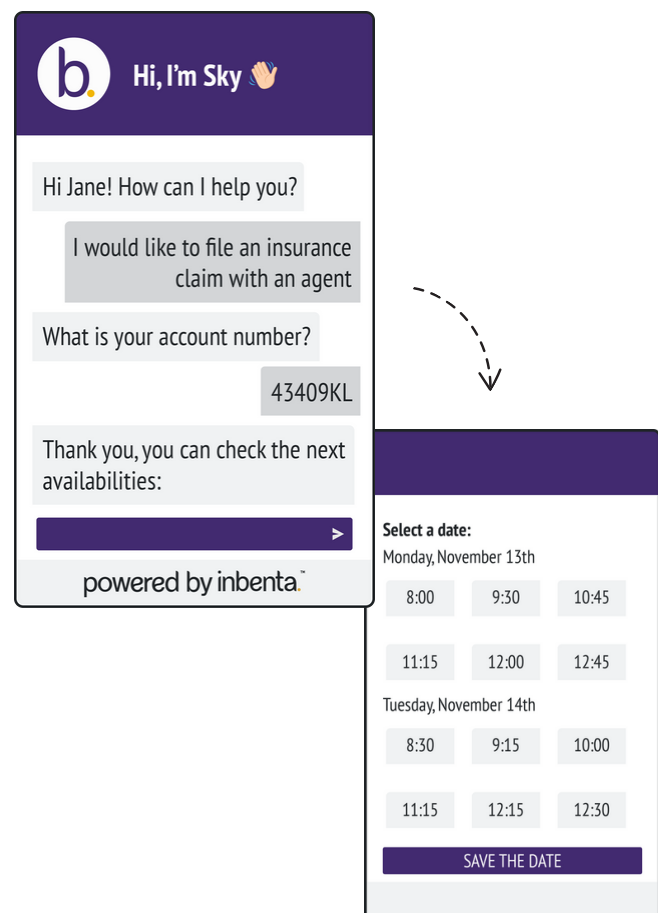 b.
Hi, I'm Sky 👋🏻
Hi Jane! How can I help you?
I would like to file an insurance
claim with an agent
What is your account number?
43409KL
Thank you, you can check the next
availabilities:
powered by inbenta.™
Select a date:
Monday, November 13th
8:00 9:30 10:45
11:15 12:00 12:45
Tuesday, November 14th
8:30 9:15 10:00
11:15 12:15 12:30
SAVE THE DATE